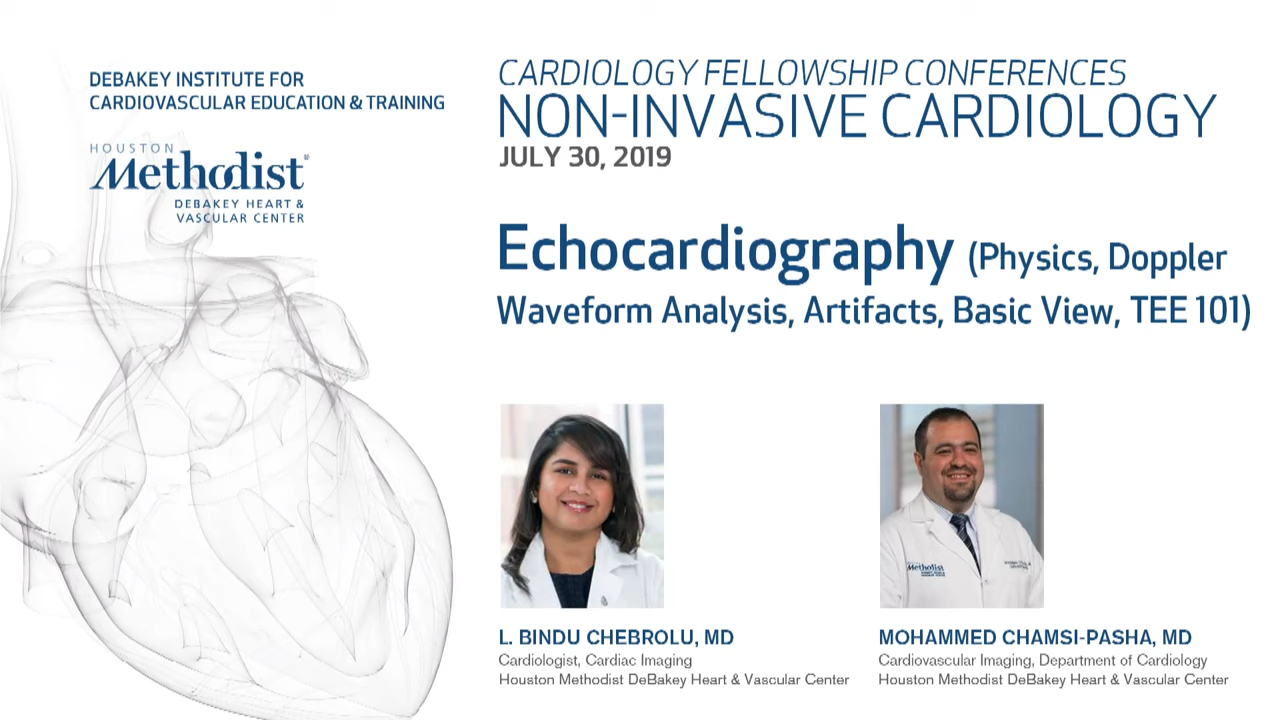 DEBAKEY INSTITUTE FOR
CARDIOVASCULAR EDUCATION & TRAINING
HOUSTON
Methodist®
DEBAKEY HEART &
VASCULAR CENTER
CARDIOLOGY FELLOWSHIP CONFERENCES
NON-INVASIVE CARDIOLOGY
JULY 30, 2019
Echocardiography (Physics, Doppler
Waveform Analysis, Artifacts, Basic View, TEE 101)
Methodist
L. BINDU CHEBROLU, MD
Cardiologist, Cardiac Imaging
Houston Methodist DeBakey Heart & Vascular Center
MOHAMMED CHAMSI-PASHA, MD
Cardiovascular Imaging, Department of Cardiology
Houston Methodist DeBakey Heart & Vascular Center